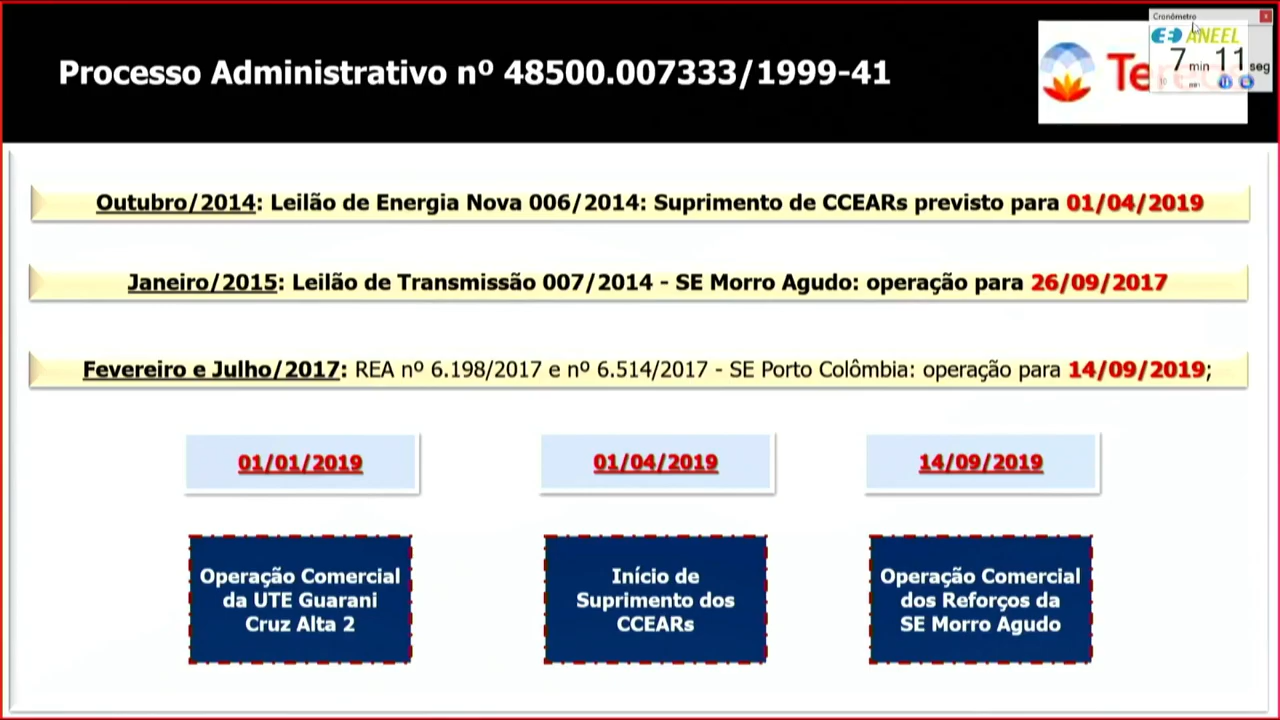 Cronômetro
ANEEL
7 min 11 seg
Processo Administrativo nº 48500.007333/1999-41
Outubro/2014: Leilão de Energia Nova 006/2014: Suprimento de CCEARs previsto para 01/04/2019
Janeiro/2015: Leilão de Transmissão 007/2014 - SE Morro Agudo: operação para 26/09/2017
Fevereiro e Julho/2017: REA nº 6.198/2017 e nº 6.514/2017 - SE Porto Colômbia: operação para 14/09/2019;
01/01/2019
01/04/2019
14/09/2019
Operação Comercial
da UTE Guarani
Cruz Alta 2
Início de
Suprimento dos
CCEARs
Operação Comercial
dos Reforços da
SE Morro Agudo